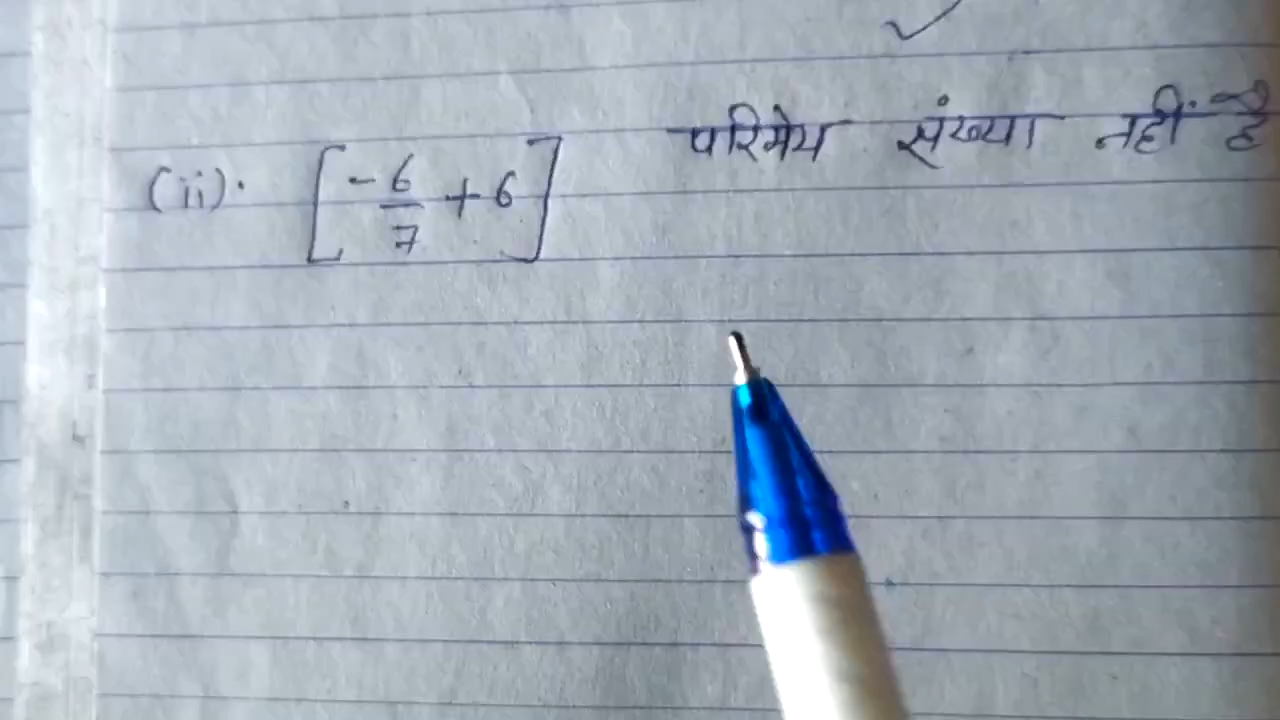 परिमेय संख्या नहीं है
(ii). [-6/7 + 6]